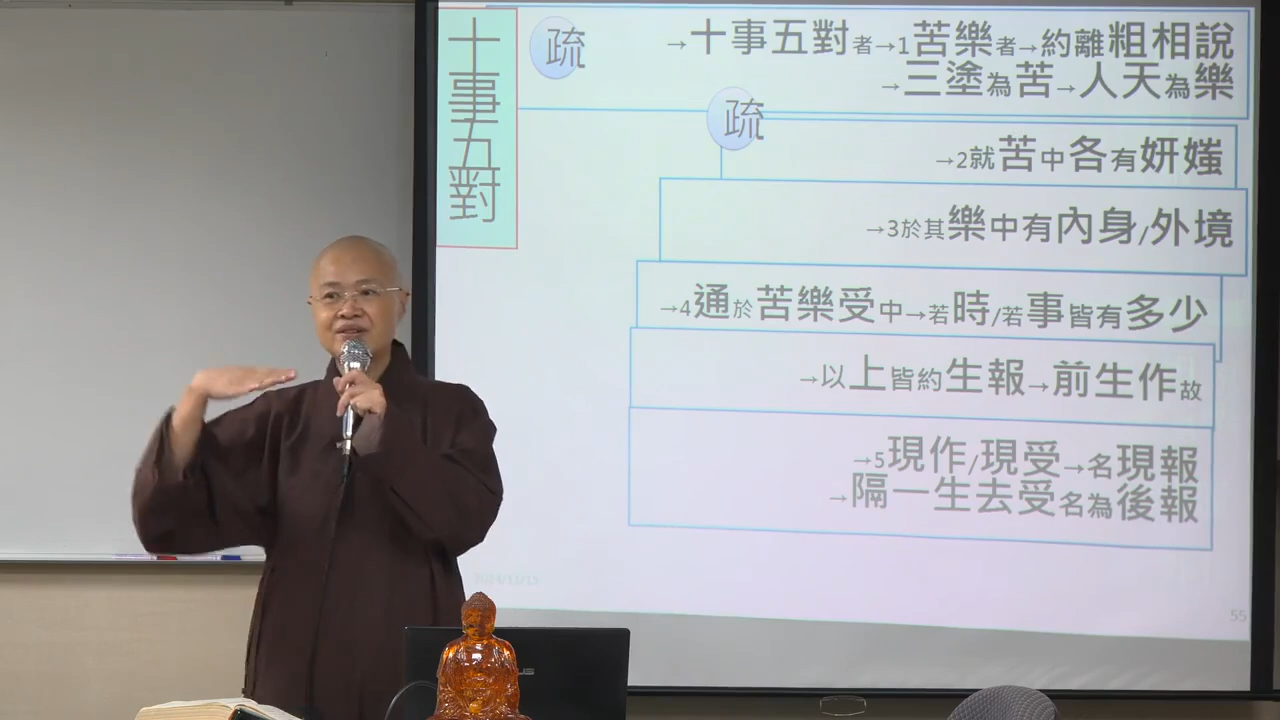 十事五對
疏
→十事五對者→1苦樂者→約離粗相說
→三塗為苦→人天為樂
疏
→2就苦中各有妍媸
→3於其樂中有內身/外境
→4通於苦樂受中→若時/若事皆有多少
→以上皆約生報→前生作故
→5現作/現受→名現報
→隔一生去受名為後報
55